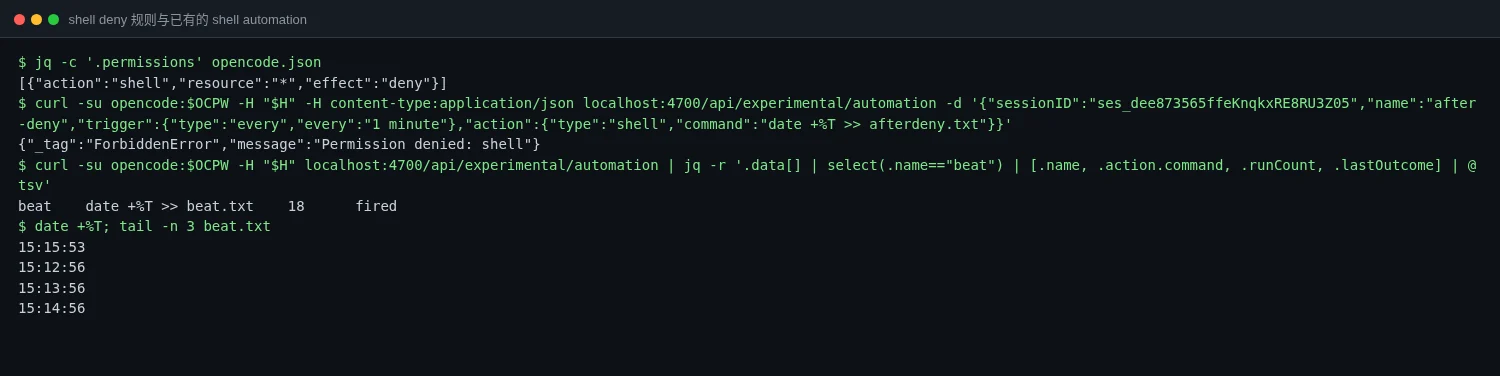 shell deny 规则与已有的 shell automation
$ jq -c '.permissions' opencode.json
[{"action":"shell","resource":"*","effect":"deny"}]
$ curl -su opencode:$OCPW -H "$H" -H content-type:application/json localhost:4700/api/experimental/automation -d '{"sessionID":"ses_dee873565ffeKnqkxRE8RU3Z05","name":"after
-deny","trigger":{"type":"every","every":"1 minute"},"action":{"type":"shell","command":"date +%T >> afterdeny.txt"}}'
{"_tag":"ForbiddenError","message":"Permission denied: shell"}
$ curl -su opencode:$OCPW -H "$H" localhost:4700/api/experimental/automation | jq -r '.data[] | select(.name=="beat") | [.name, .action.command, .runCount, .lastOutcome] | @
tsv'
beat    date +%T >> beat.txt    18      fired
$ date +%T; tail -n 3 beat.txt
15:15:53
15:12:56
15:13:56
15:14:56